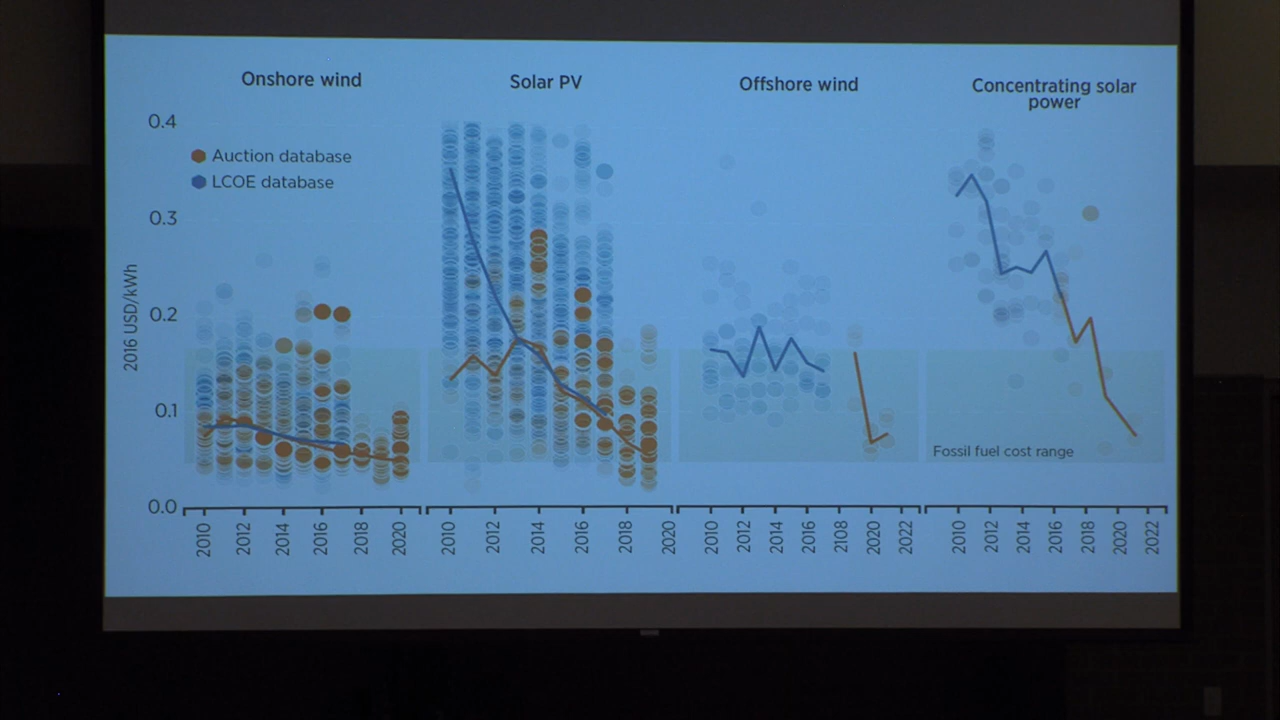 Onshore wind
Solar PV
Offshore wind
Concentrating solar
power
0.4
Auction database
LCOE database
0.3
2016 USD/kWh
0.2
0.1
Fossil fuel cost range
0.0
2010 2012 2014 2016 2018 2020
2010 2012 2014 2016 2018 2020
2010 2012 2014 2016 2108 2020 2022
2010 2012 2014 2016 2018 2020 2022